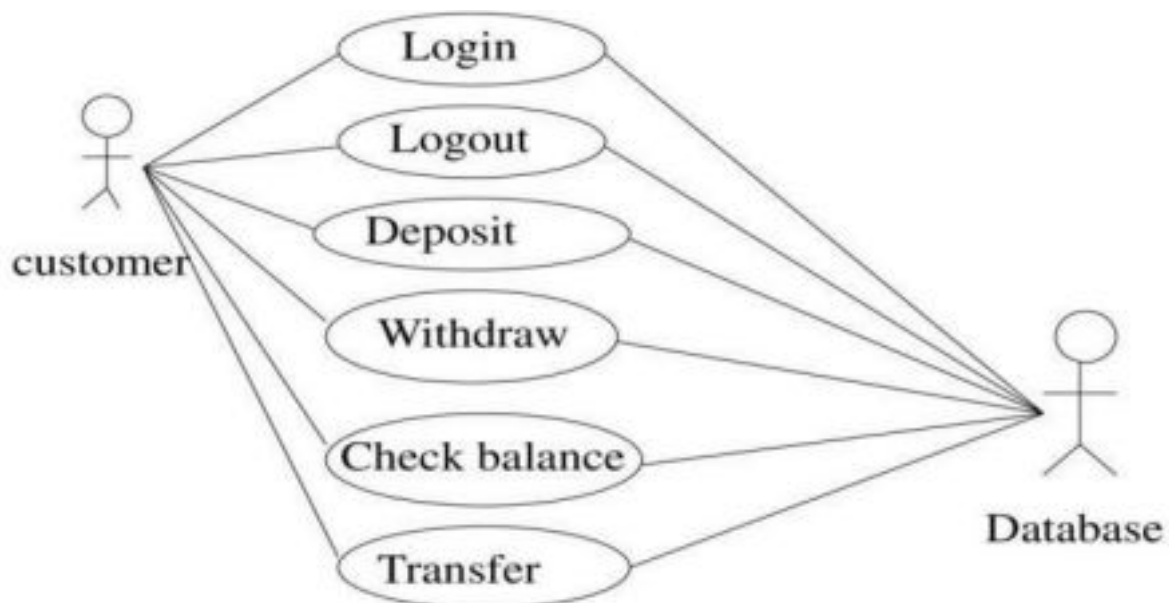 Login
Logout
Deposit
customer
Withdraw
Check balance
Database
Transfer